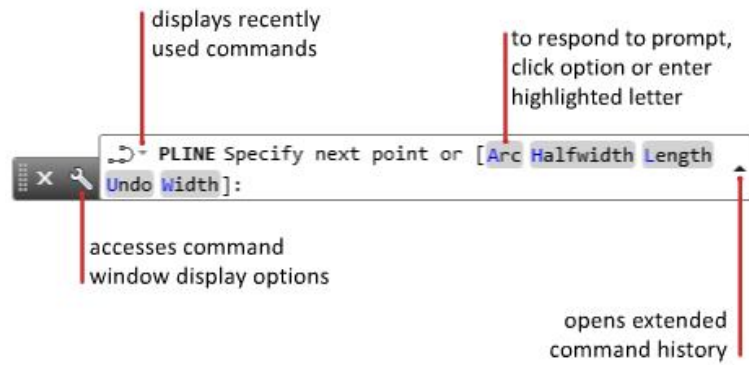 displays recently
used commands
to respond to prompt,
click option or enter
highlighted letter
PLINE Specify next point or [Arc Halfwidth Length
Undo Width]:
accesses command
window display options
opens extended
command history